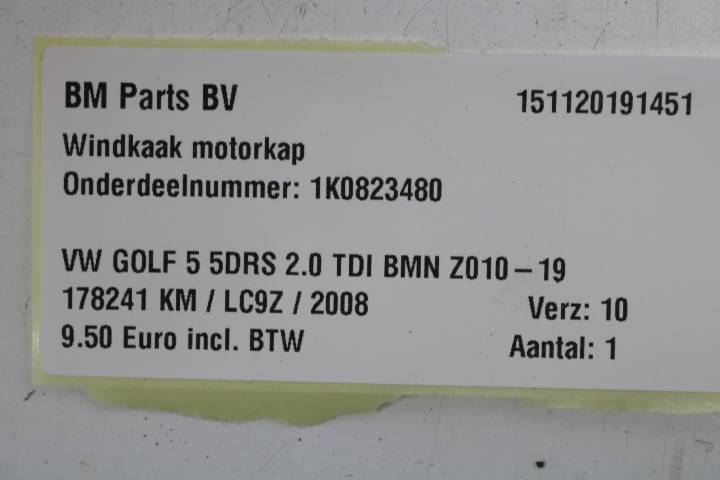 BM Parts BV 151120191451
Windkaak motorkap
Onderdeelnummer: 1K0823480
VW GOLF 5 5DRS 2.0 TDI BMN Z010-19
178241 KM / LC9Z / 2008 Verz: 10
9.50 Euro incl. BTW Aantal: 1